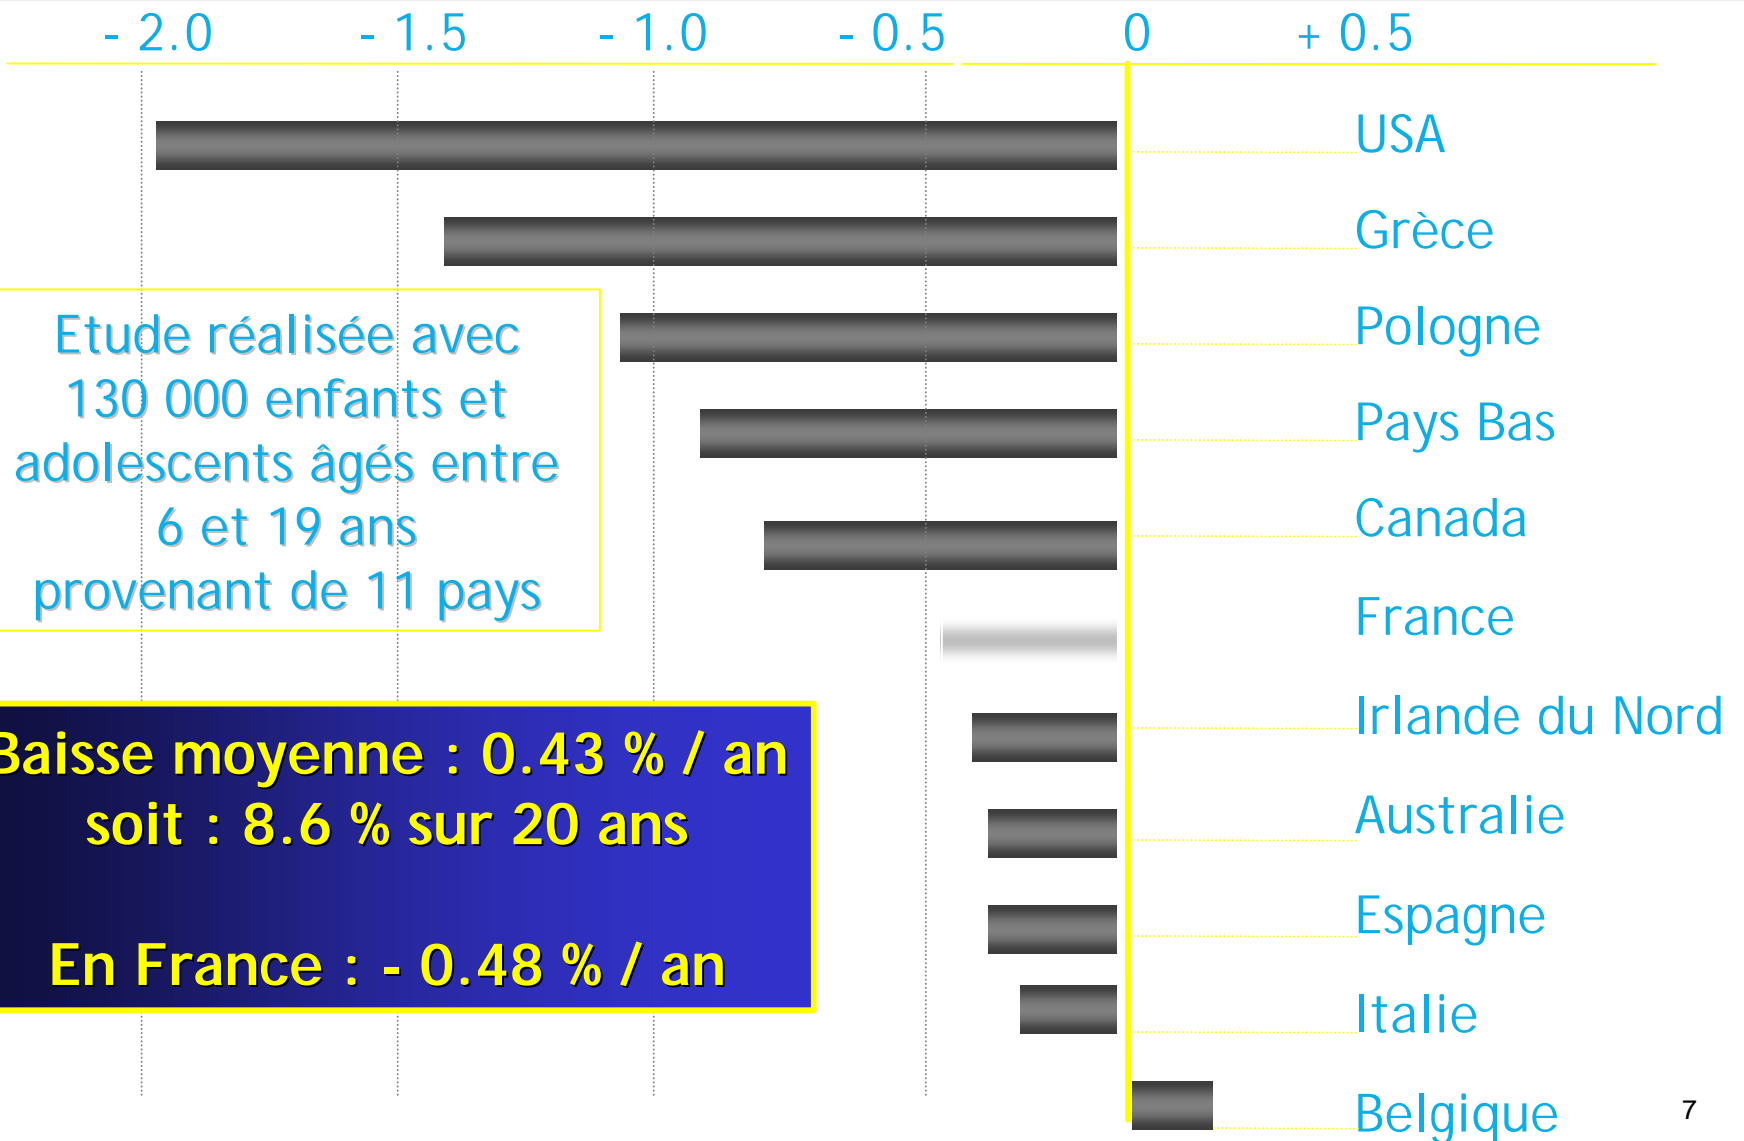 - 2.0 - 1.5 - 1.0 - 0.5 0 + 0.5
USA
Grèce
Pologne
Pays Bas
Canada
France
Irlande du Nord
Australie
Espagne
Italie
Belgique
Etude réalisée avec
130 000 enfants et
adolescents âgés entre
6 et 19 ans
provenant de 11 pays
Baisse moyenne : 0.43 % / an
soit : 8.6 % sur 20 ans
En France : - 0.48 % / an
7